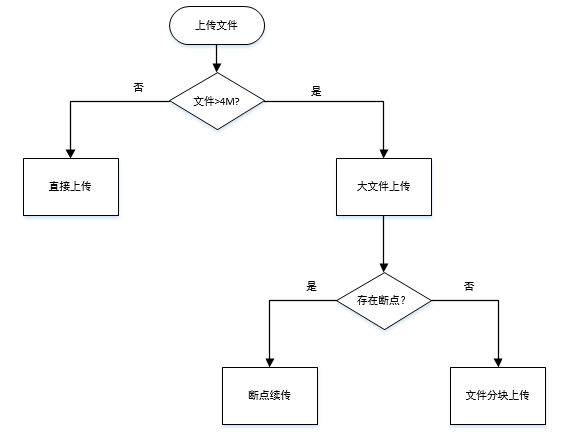 上传文件
否
文件>4M?
是
直接上传
大文件上传
是
存在断点?
否
断点续传
文件分块上传